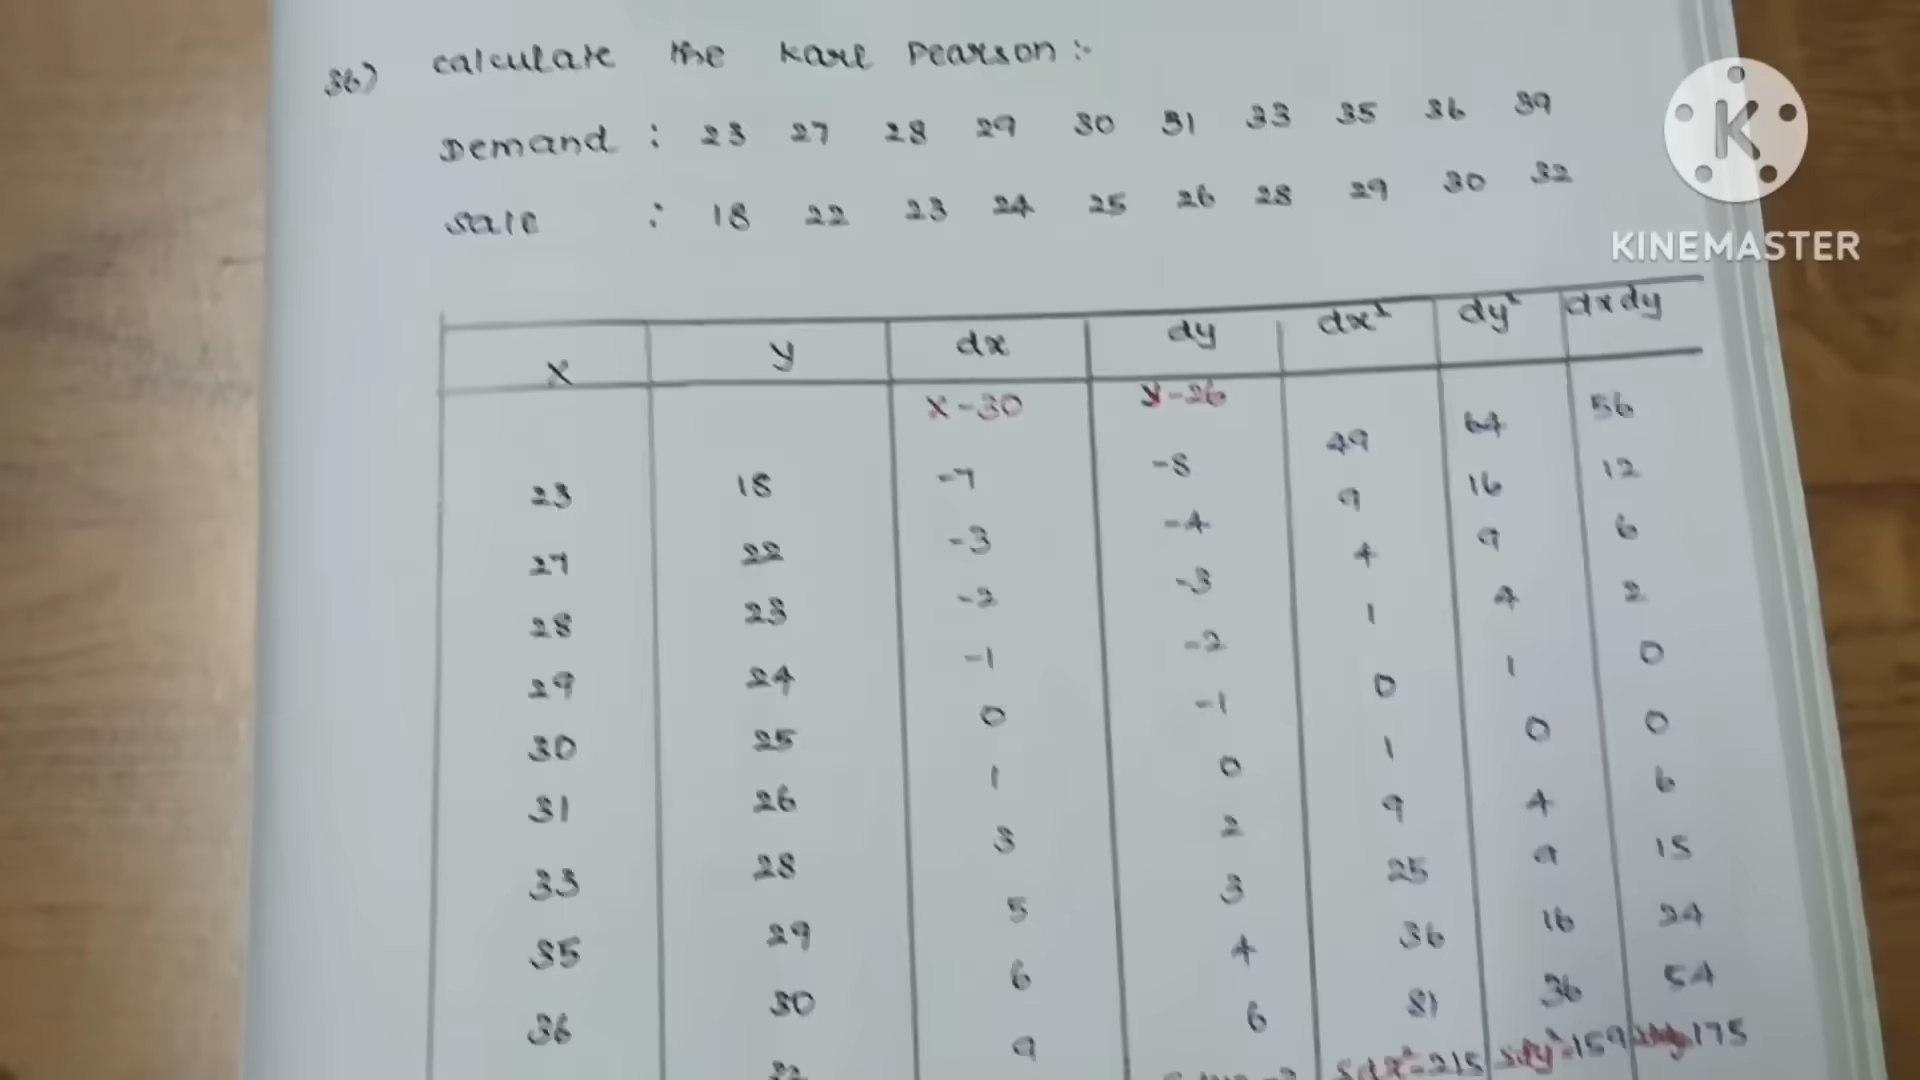 36) calculate the Karl Pearson :-
Demand : 23 27 28 29 30 31 33 35 36 39
Sale : 18 22 23 24 25 26 28 29 30 32
KINEMASTER
x y dx dy dx² dy² dxdy
x-30 y-26
23 18 -7 -8 49 64 56
27 22 -3 -4 9 16 12
28 23 -2 -3 4 9 6
29 24 -1 -2 1 4 2
30 25 0 -1 0 1 0
31 26 1 0 1 0 0
33 28 3 2 9 4 6
35 29 5 3 25 9 15
36 30 6 4 36 16 24
9 6 81 36 54
Σdx²=215 Σdy²=159 175